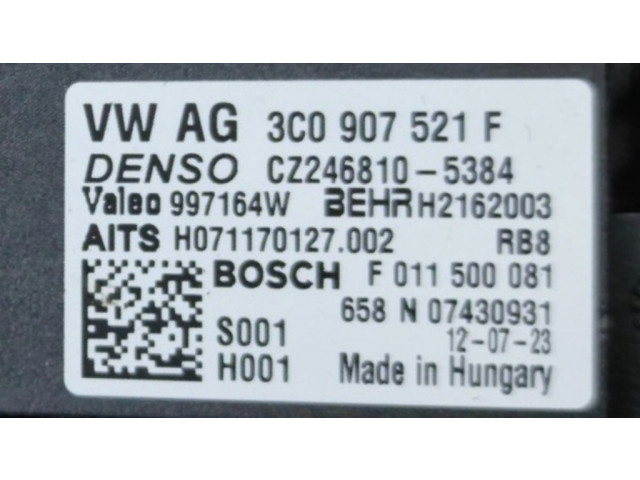 VW AG 3C0 907 521 F
DENSO CZ246810-5384
Valeo 997164W BEHR H2162003
AITS H071170127.002 RB8
BOSCH F 011 500 081
658 N 07430931
S001 12-07-23
H001 Made in Hungary